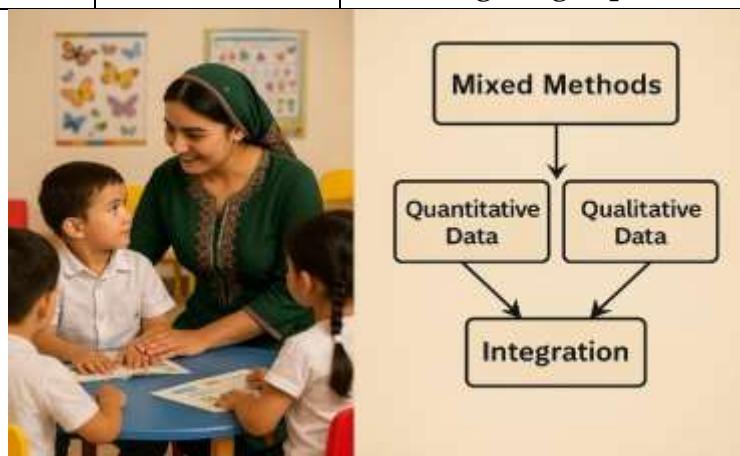 Mixed Methods
Quantitative
Data
Qualitative
Data
Integration